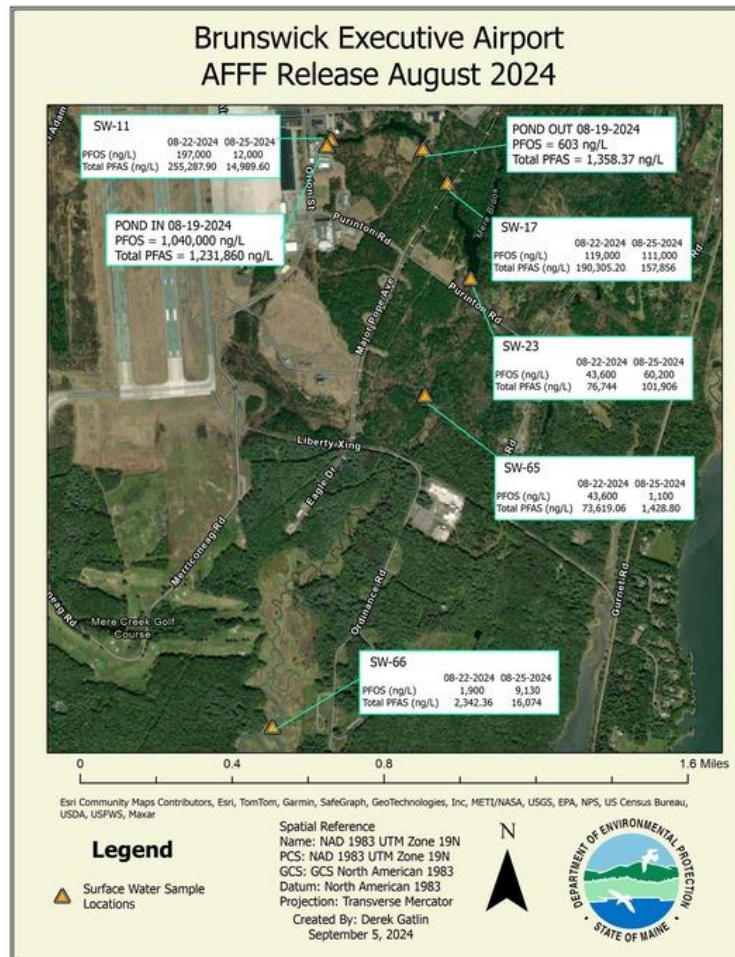 Brunswick Executive Airport
AFFF Release August 2024
SW-11
08-22-2024 08-25-2024
PFOS (ng/L) 197,000 12,000
Total PFAS (ng/L) 255,287.90 14,989.60
POND OUT 08-19-2024
PFOS = 603 ng/L
Total PFAS = 1,358.37 ng/L
POND IN 08-19-2024
PFOS = 1,040,000 ng/L
Total PFAS = 1,231,860 ng/L
SW-17
08-22-2024 08-25-2024
PFOS (ng/L) 119,000 111,000
Total PFAS (ng/L) 190,305.20 157,856
SW-23
08-22-2024 08-25-2024
PFOS (ng/L) 43,600 60,200
Total PFAS (ng/L) 76,744 101,906
SW-65
08-22-2024 08-25-2024
PFOS (ng/L) 43,600 1,100
Total PFAS (ng/L) 73,619.06 1,428.80
SW-66
08-22-2024 08-25-2024
PFOS (ng/L) 1,900 9,130
Total PFAS (ng/L) 2,342.36 16,074
Orion St
Purinton Rd
Mere Brook
Purinton Rd
Major Pope Ave
Liberty Xing
Eagle Dr
Merriconeag Rd
Ordinance Rd
Gurnet Rd
Rd
Rd
Mere Creek Golf
Course
0 0.4 0.8 1.6 Miles
Esri Community Maps Contributors, Esri, TomTom, Garmin, SafeGraph, GeoTechnologies, Inc, METI/NASA, USGS, EPA, NPS, US Census Bureau,
USDA, USFWS, Maxar
Legend
Surface Water Sample
Locations
Spatial Reference
Name: NAD 1983 UTM Zone 19N
PCS: NAD 1983 UTM Zone 19N
GCS: GCS North American 1983
Datum: North American 1983
Projection: Transverse Mercator
Created By: Derek Gatlin
September 5, 2024
N
DEPARTMENT OF ENVIRONMENTAL PROTECTION
STATE OF MAINE